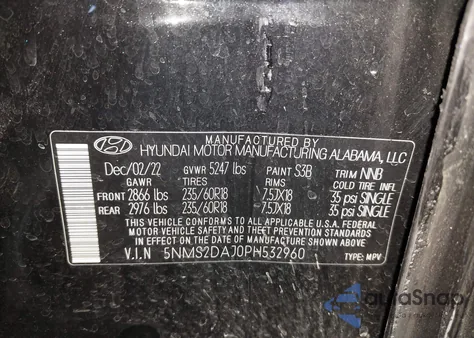 MANUFACTURED BY
HYUNDAI MOTOR MANUFACTURING ALABAMA, LLC
Dec/02/22 GVWR 5247 lbs PAINT S3B TRIM NNB
GAWR TIRES RIMS COLD TIRE INFL
FRONT 2866 lbs 235/60R18 7.5JX18 35 psi SINGLE
REAR 2976 lbs 235/60R18 7.5JX18 35 psi SINGLE
THIS VEHICLE CONFORMS TO ALL APPLICABLE U.S.A. FEDERAL
MOTOR VEHICLE SAFETY AND THEFT PREVENTION STANDARDS
IN EFFECT ON THE DATE OF MANUFACTURE SHOWN ABOVE.
V.I.N 5NMS2DAJ0PH532960 TYPE: MPV
autoSnap